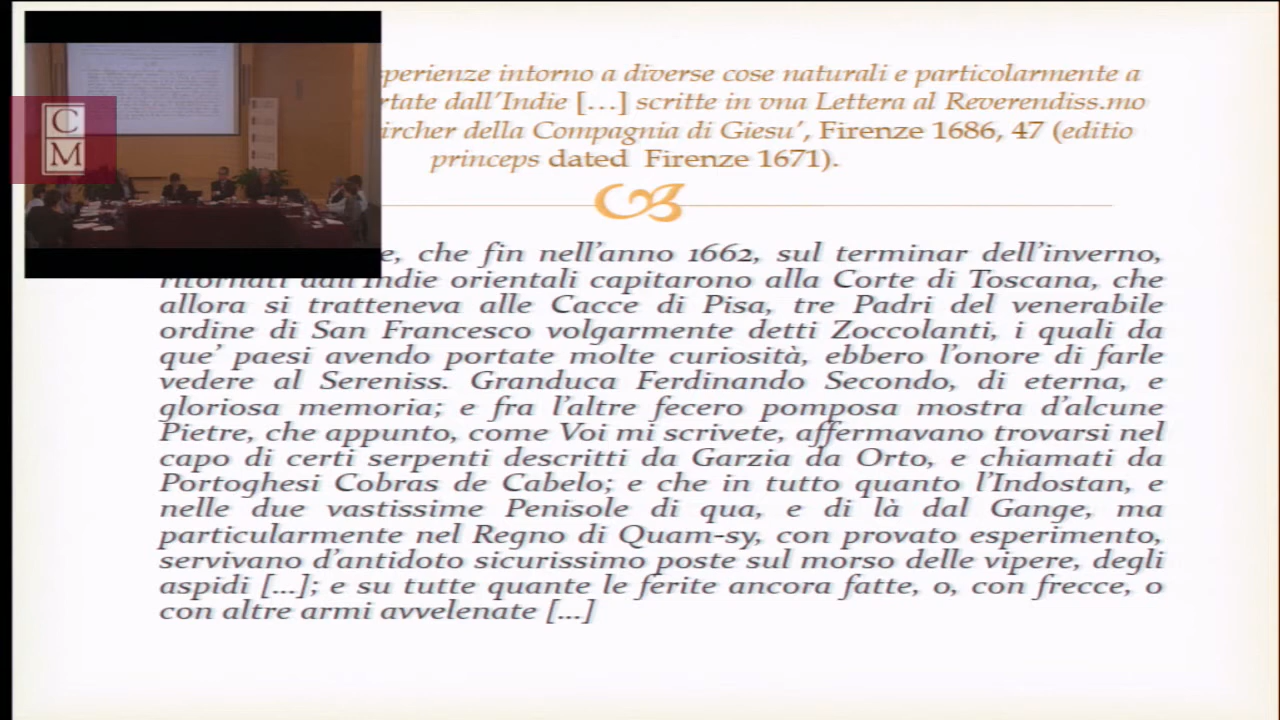 C
M
sperienze intorno a diverse cose naturali e particolarmente a
rtate dall'Indie […] scritte in vna Lettera al Reverendiss.mo
ircher della Compagnia di Giesu', Firenze 1686, 47 (editio
princeps dated Firenze 1671).
e, che fin nell'anno 1662, sul terminar dell'inverno,
ritornati dall'Indie orientali capitarono alla Corte di Toscana, che
allora si tratteneva alle Cacce di Pisa, tre Padri del venerabile
ordine di San Francesco volgarmente detti Zoccolanti, i quali da
que' paesi avendo portate molte curiosità, ebbero l'onore di farle
vedere al Sereniss. Granduca Ferdinando Secondo, di eterna, e
gloriosa memoria; e fra l'altre fecero pomposa mostra d'alcune
Pietre, che appunto, come Voi mi scrivete, affermavano trovarsi nel
capo di certi serpenti descritti da Garzia da Orto, e chiamati da
Portoghesi Cobras de Cabelo; e che in tutto quanto l'Indostan, e
nelle due vastissime Penisole di qua, e di là dal Gange, ma
particularmente nel Regno di Quam-sy, con provato esperimento,
servivano d'antidoto sicurissimo poste sul morso delle vipere, degli
aspidi [...]; e su tutte quante le ferite ancora fatte, o, con frecce, o
con altre armi avvelenate [...]